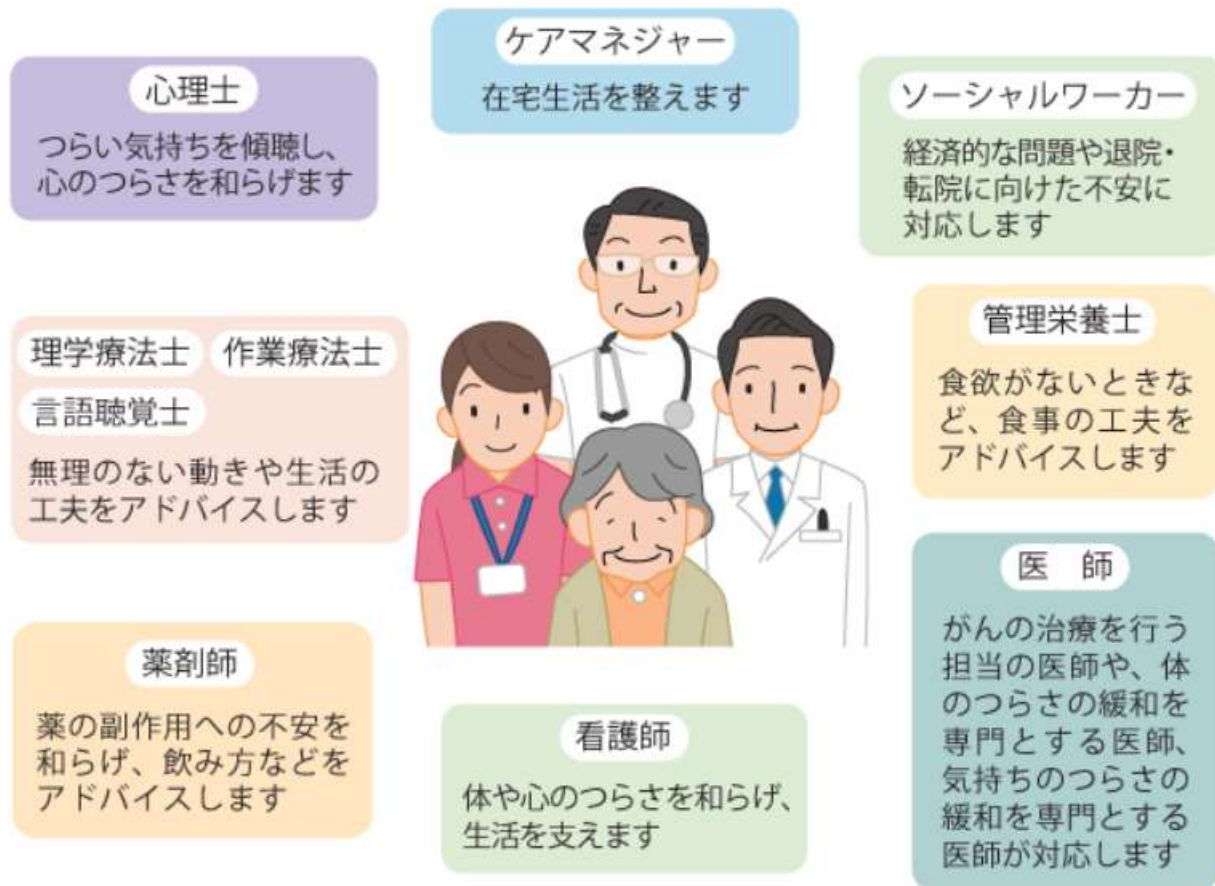 ケアマネジャー
在宅生活を整えます
心理士
つらい気持ちを傾聴し、
心のつらさを和らげます
ソーシャルワーカー
経済的な問題や退院・
転院に向けた不安に
対応します
理学療法士 作業療法士
言語聴覚士
無理のない動きや生活の
工夫をアドバイスします
管理栄養士
食欲がないときな
ど、食事の工夫を
アドバイスします
薬剤師
薬の副作用への不安を
和らげ、飲み方などを
アドバイスします
看護師
体や心のつらさを和らげ、
生活を支えます
医　師
がんの治療を行う
担当の医師や、体
のつらさの緩和を
専門とする医師、
気持ちのつらさの
緩和を専門とする
医師が対応します